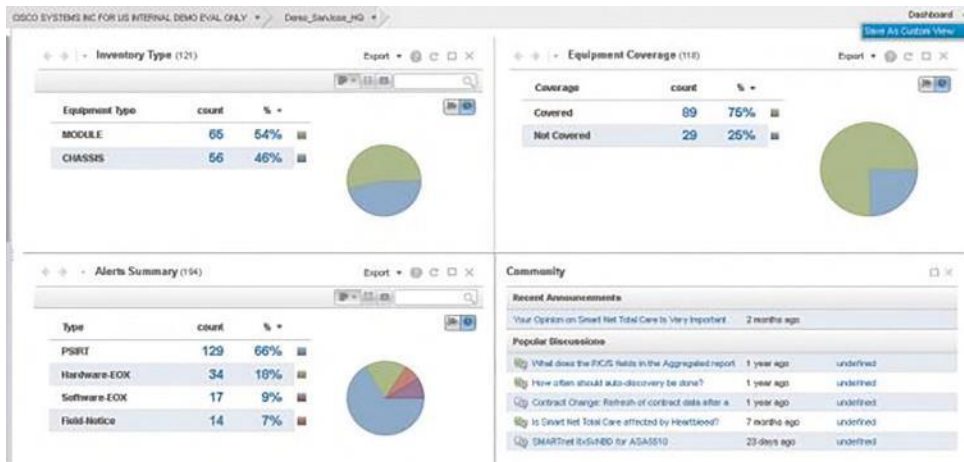 CISCO SYSTEMS INC FOR US INTERNAL DEMO EVAL ONLY
Demo_SanJose_HQ
Dashboard
Save As Custom View
Inventory Type (121)
Export
Equipment Type count %
MODULE 65 54%
CHASSIS 56 46%
Equipment Coverage (118)
Export
Coverage count %
Covered 89 75%
Not Covered 29 25%
Alerts Summary (194)
Export
Type count %
PSIRT 129 66%
Hardware-EOX 34 18%
Software-EOX 17 9%
Field-Notice 14 7%
Community
Recent Announcements
Your Opinion on Smart Net Total Care Is Very Important 2 months ago
Popular Discussions
What does the P/C/S fields in the Aggregated report 1 year ago undefined
How often should auto-discovery be done? 1 year ago undefined
Contract Change: Refresh of contract data after a 1 year ago undefined
Is Smart Net Total Care affected by Heartbleed? 7 months ago undefined
SMARTnet 8x5xNBD for ASA5510 23 days ago undefined